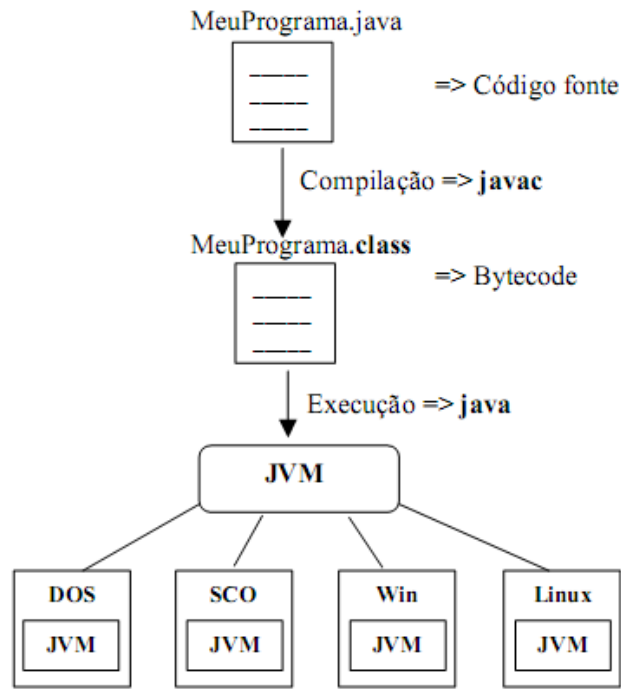 MeuPrograma.java
=> Código fonte
Compilação => javac
MeuPrograma.class
=> Bytecode
Execução => java
JVM
DOS
SCO
Win
Linux
JVM
JVM
JVM
JVM